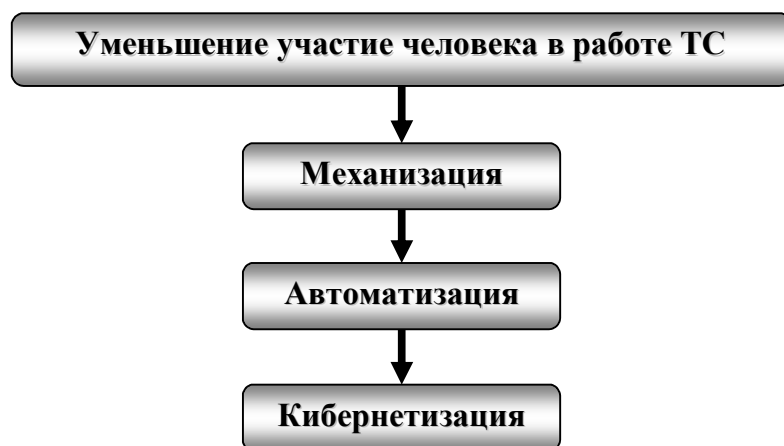 Уменьшение участие человека в работе ТС
Механизация
Автоматизация
Кибернетизация